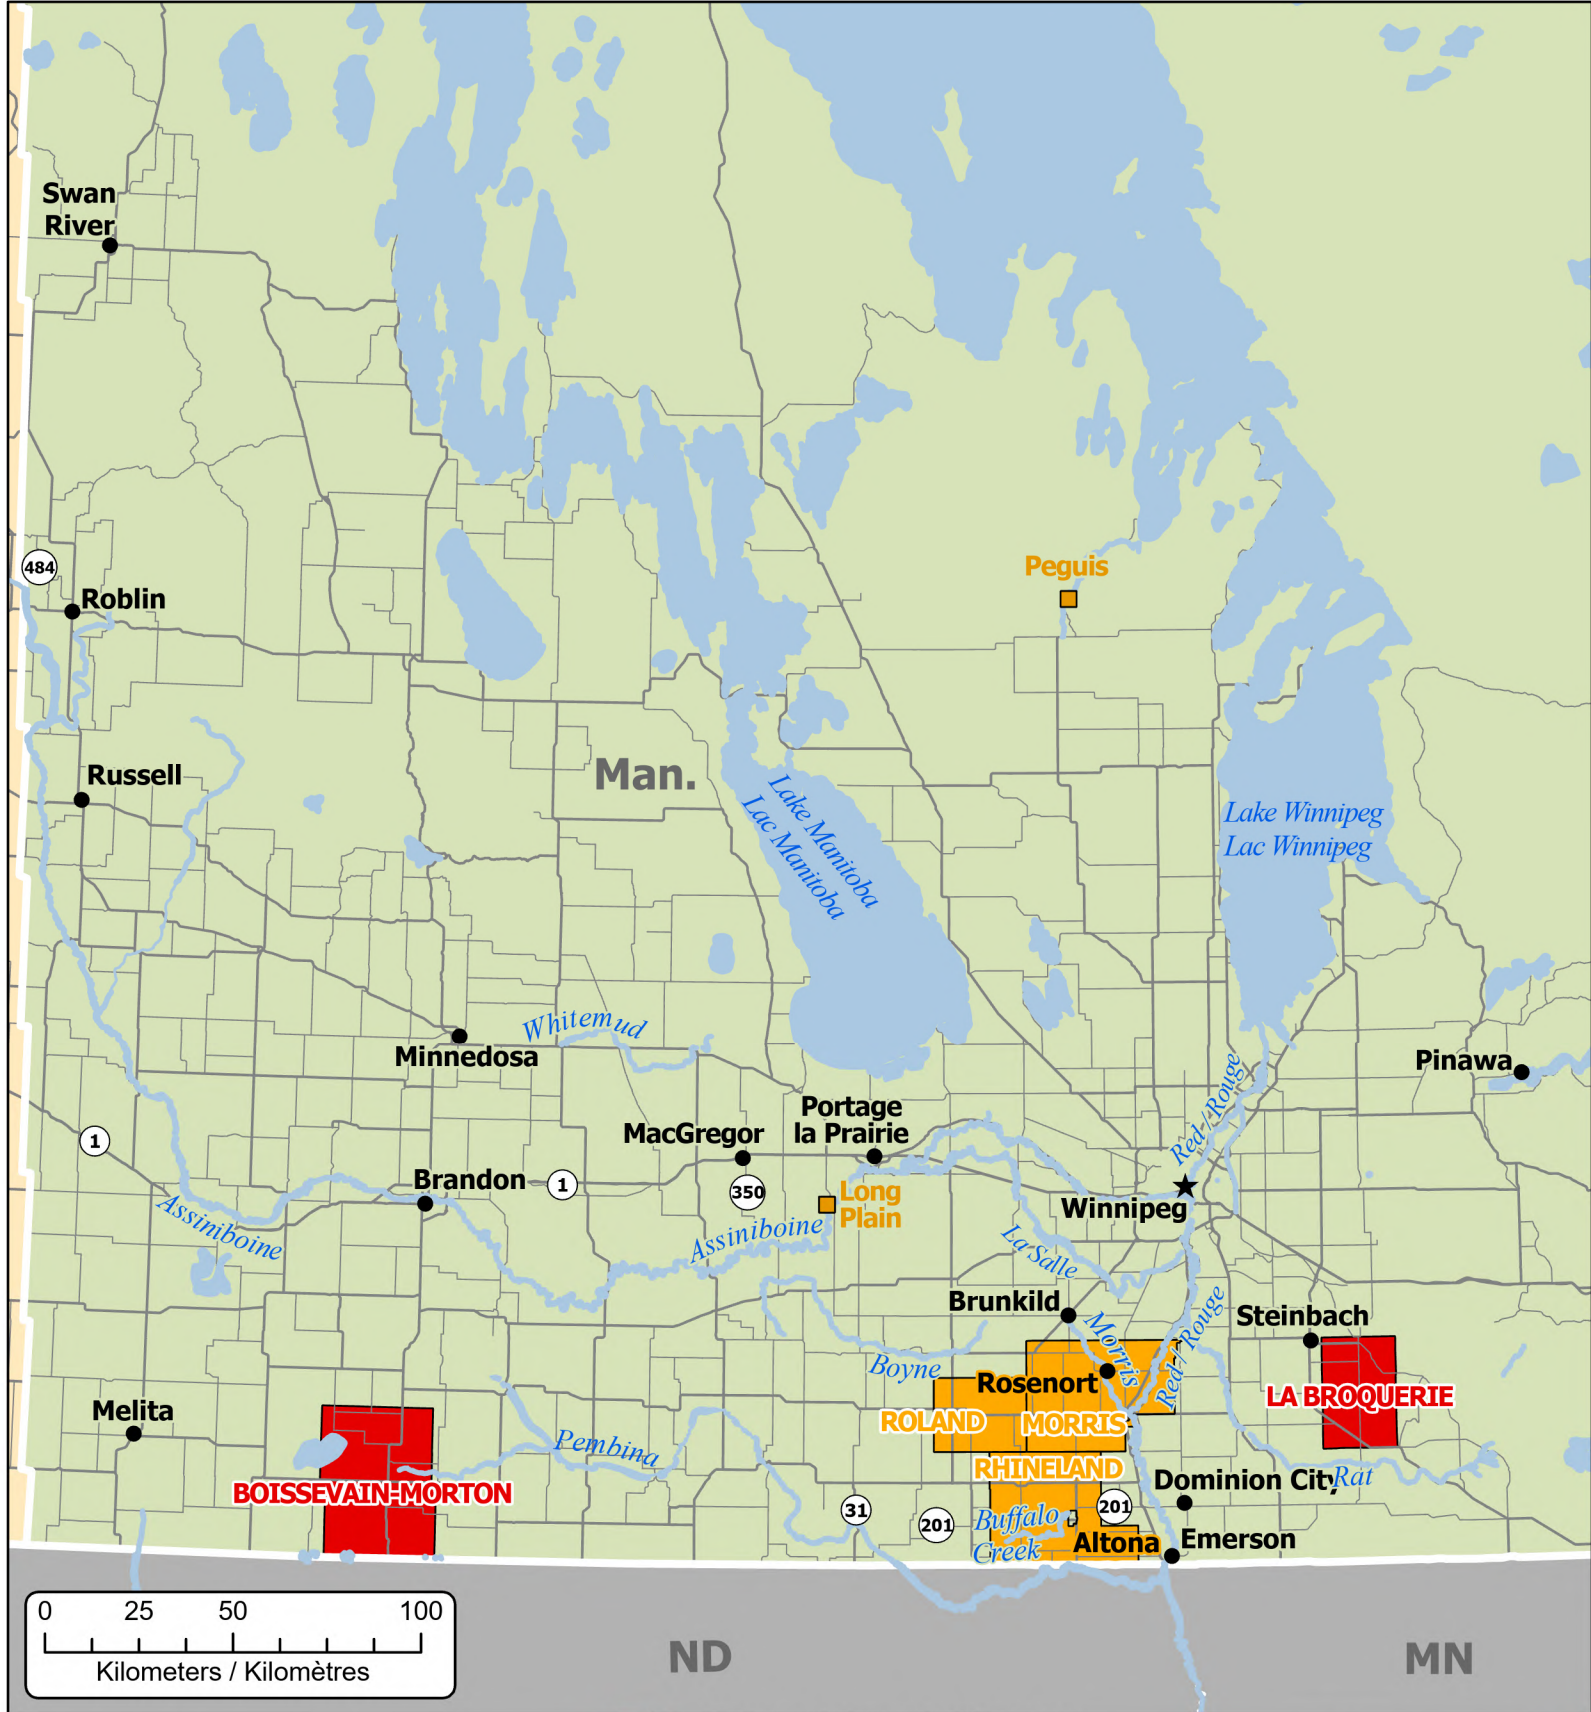 Swan
River
484
Roblin
Peguis
Russell
Man.
Lake Manitoba
Lac Manitoba
Lake Winnipeg
Lac Winnipeg
Whitemud
Minnedosa
Pinawa
Red / Rouge
Portage
la Prairie
MacGregor
1
Brandon
1
350
Long
Plain
Winnipeg
Assiniboine
Assiniboine
La Salle
Brunkild
Morris
Red / Rouge
Steinbach
Boyne
Rosenort
LA BROQUERIE
Melita
ROLAND
MORRIS
Pembina
RHINELAND
BOISSEVAIN-MORTON
Dominion City
Rat
31
201
Buffalo
Creek
201
Altona
Emerson
0 25 50 100
Kilometers / Kilomètres
ND
MN